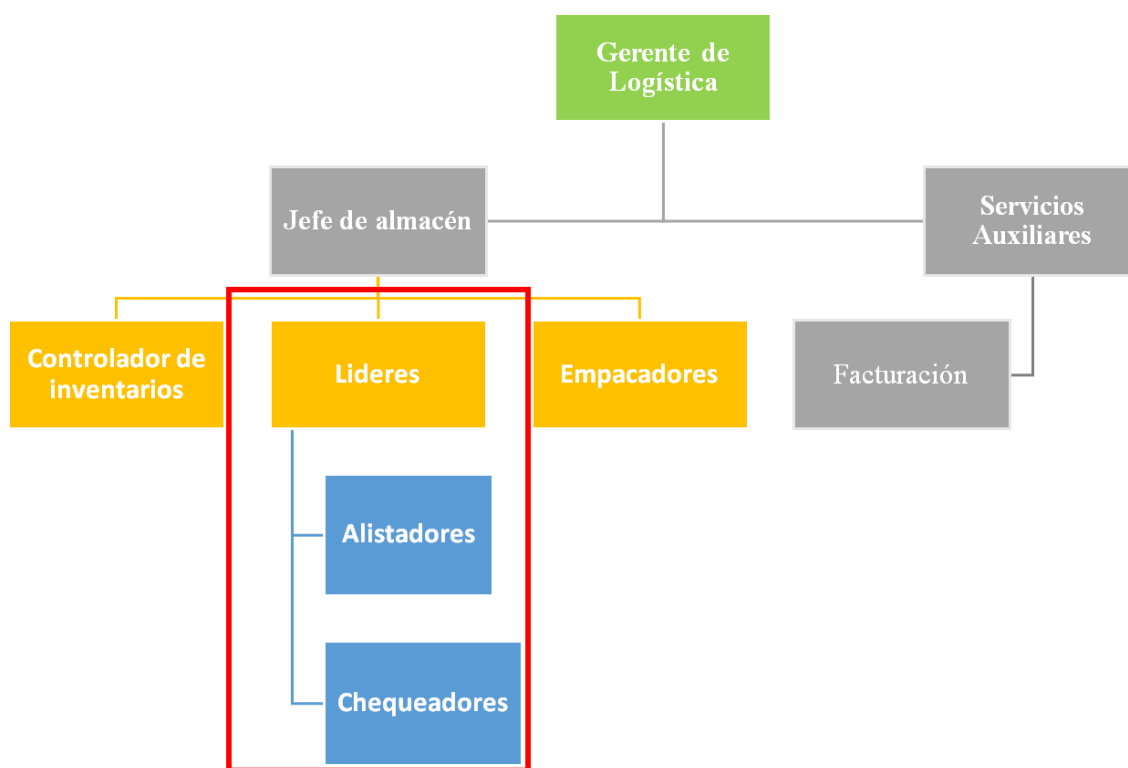 Gerente de
Logística
Jefe de almacén
Servicios
Auxiliares
Controlador de
inventarios
Lideres
Empacadores
Facturación
Alistadores
Chequeadores